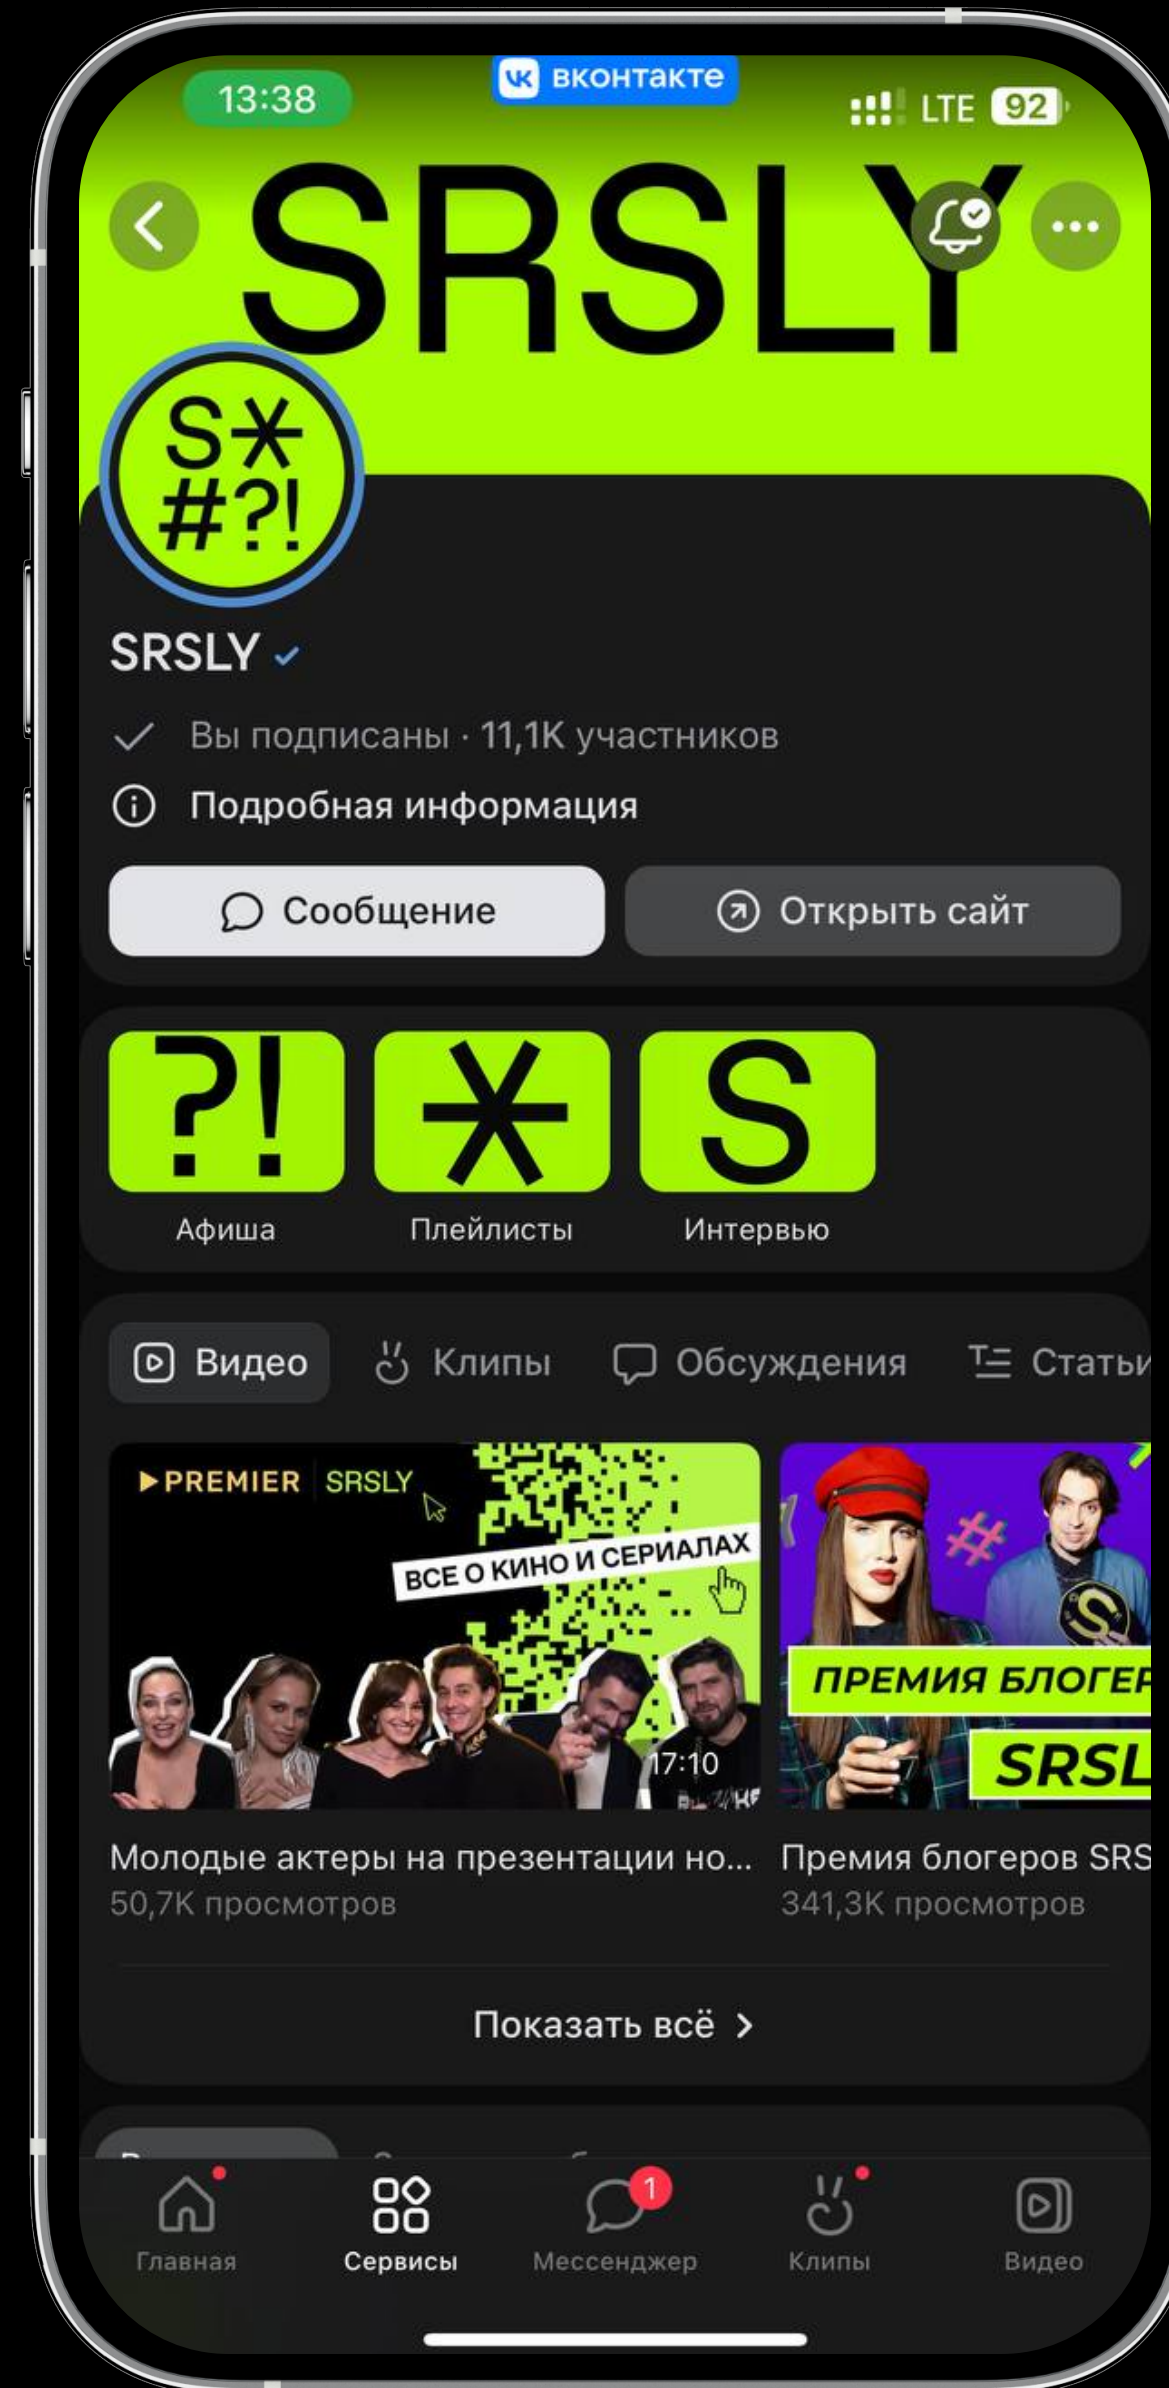 13:38
вконтакте
LTE 92
SRSLY
S*
#?!
SRSLY
Вы подписаны · 11,1K участников
Подробная информация
Сообщение
Открыть сайт
?!
*
S
Афиша
Плейлисты
Интервью
Видео
Клипы
Обсуждения
Статьи
PREMIER | SRSLY
ВСЕ О КИНО И СЕРИАЛАХ
17:10
#
S
ПРЕМИЯ БЛОГЕР
SRSL
Молодые актеры на презентации но...
50,7K просмотров
Премия блогеров SRS
341,3K просмотров
Показать всё
1
Главная
Сервисы
Мессенджер
Клипы
Видео